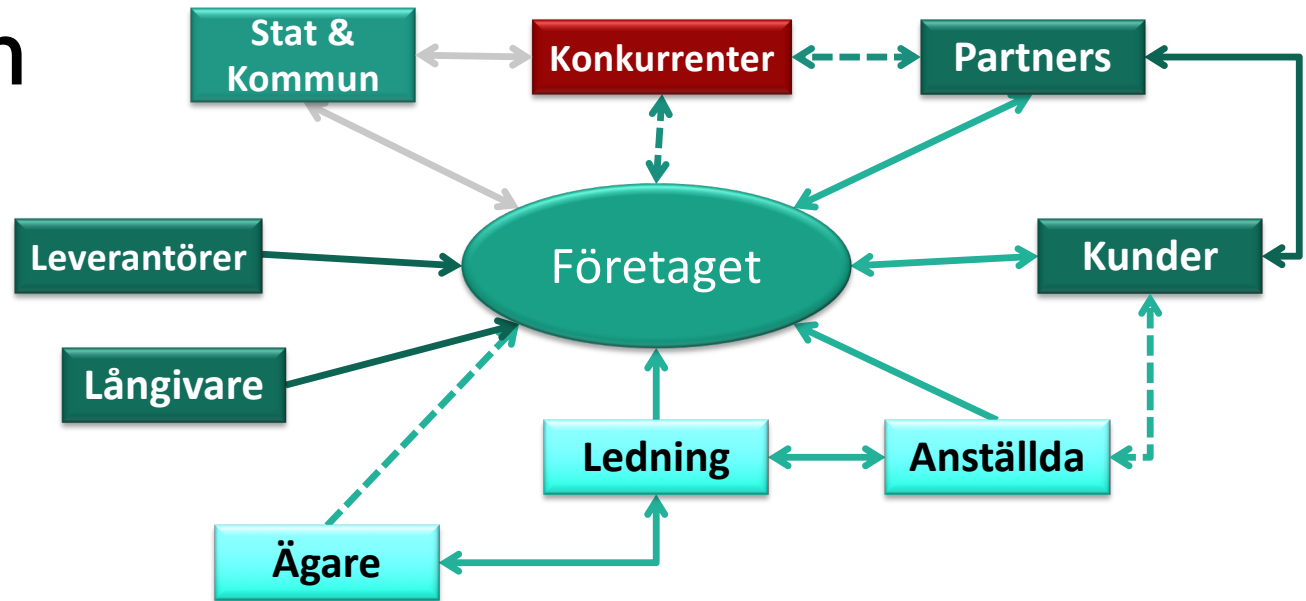 n
Stat &
Kommun
Konkurrenter
Partners
Leverantörer
Företaget
Kunder
Långivare
Ledning
Anställda
Ägare